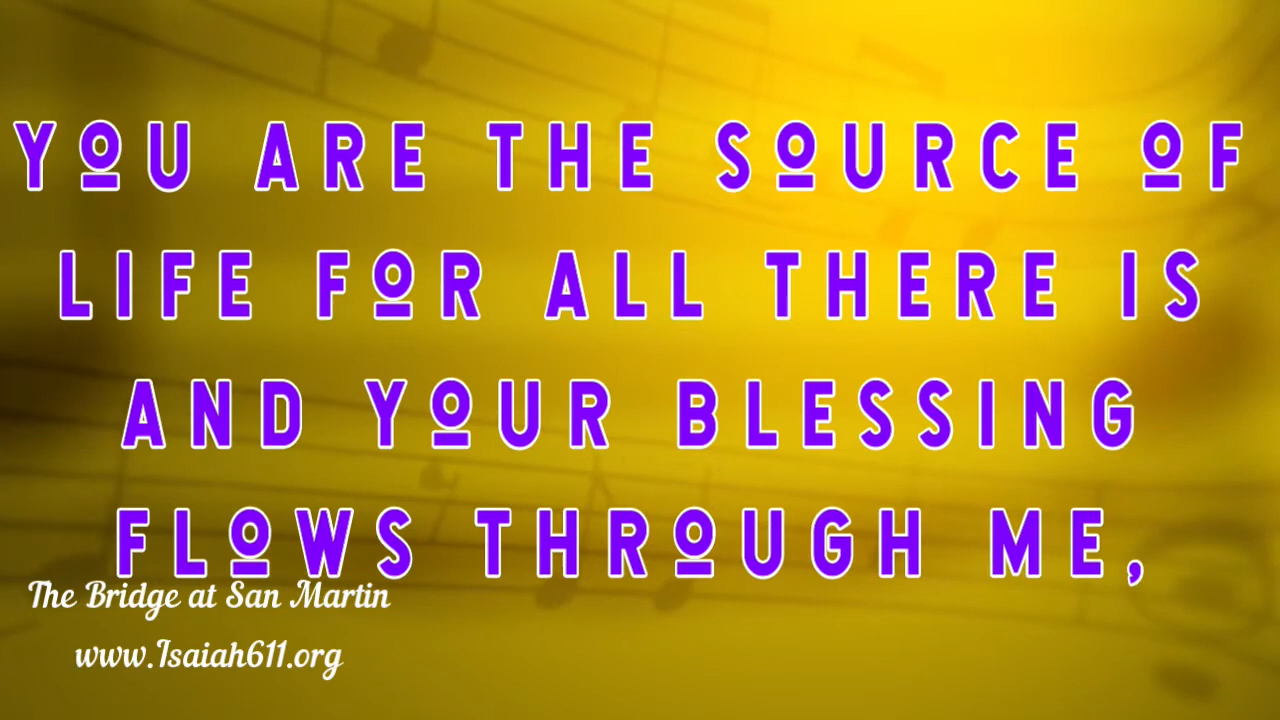 YOU ARE THE SOURCE OF
LIFE FOR ALL THERE IS
AND YOUR BLESSING
FLOWS THROUGH ME,
The Bridge at San Martin
www.Isaiah611.org